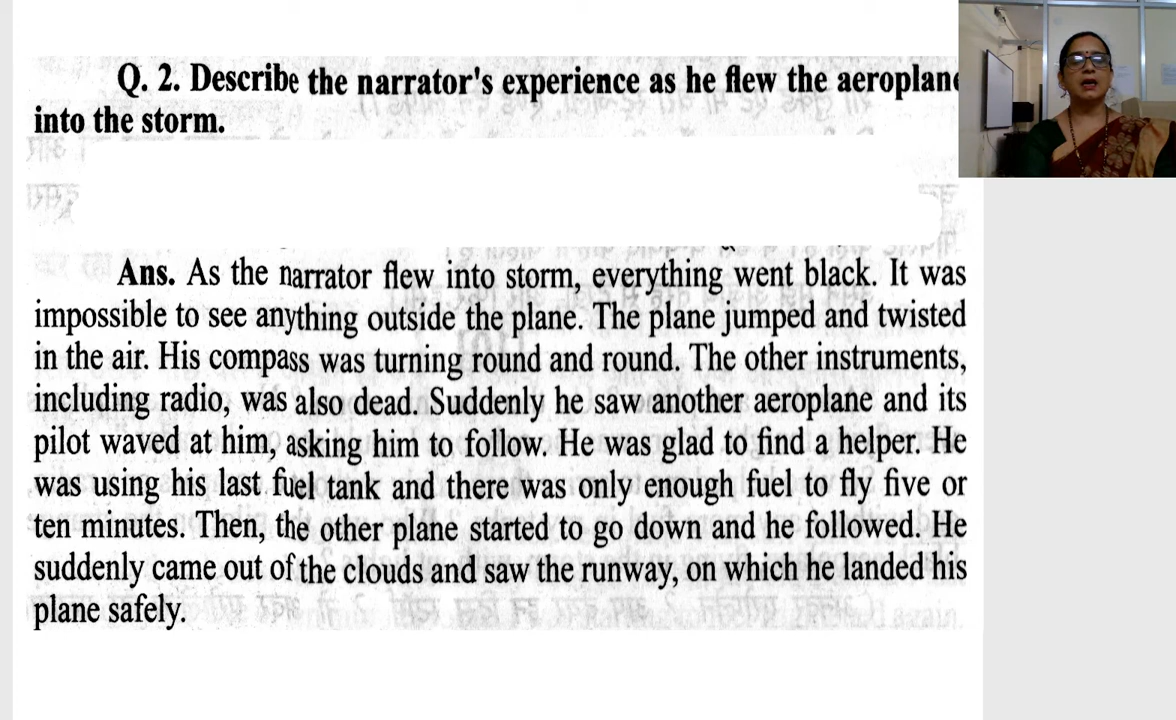 Q. 2. Describe the narrator's experience as he flew the aeroplane
into the storm.
Ans. As the narrator flew into storm, everything went black. It was
impossible to see anything outside the plane. The plane jumped and twisted
in the air. His compass was turning round and round. The other instruments,
including radio, was also dead. Suddenly he saw another aeroplane and its
pilot waved at him, asking him to follow. He was glad to find a helper. He
was using his last fuel tank and there was only enough fuel to fly five or
ten minutes. Then, the other plane started to go down and he followed. He
suddenly came out of the clouds and saw the runway, on which he landed his
plane safely.
again.